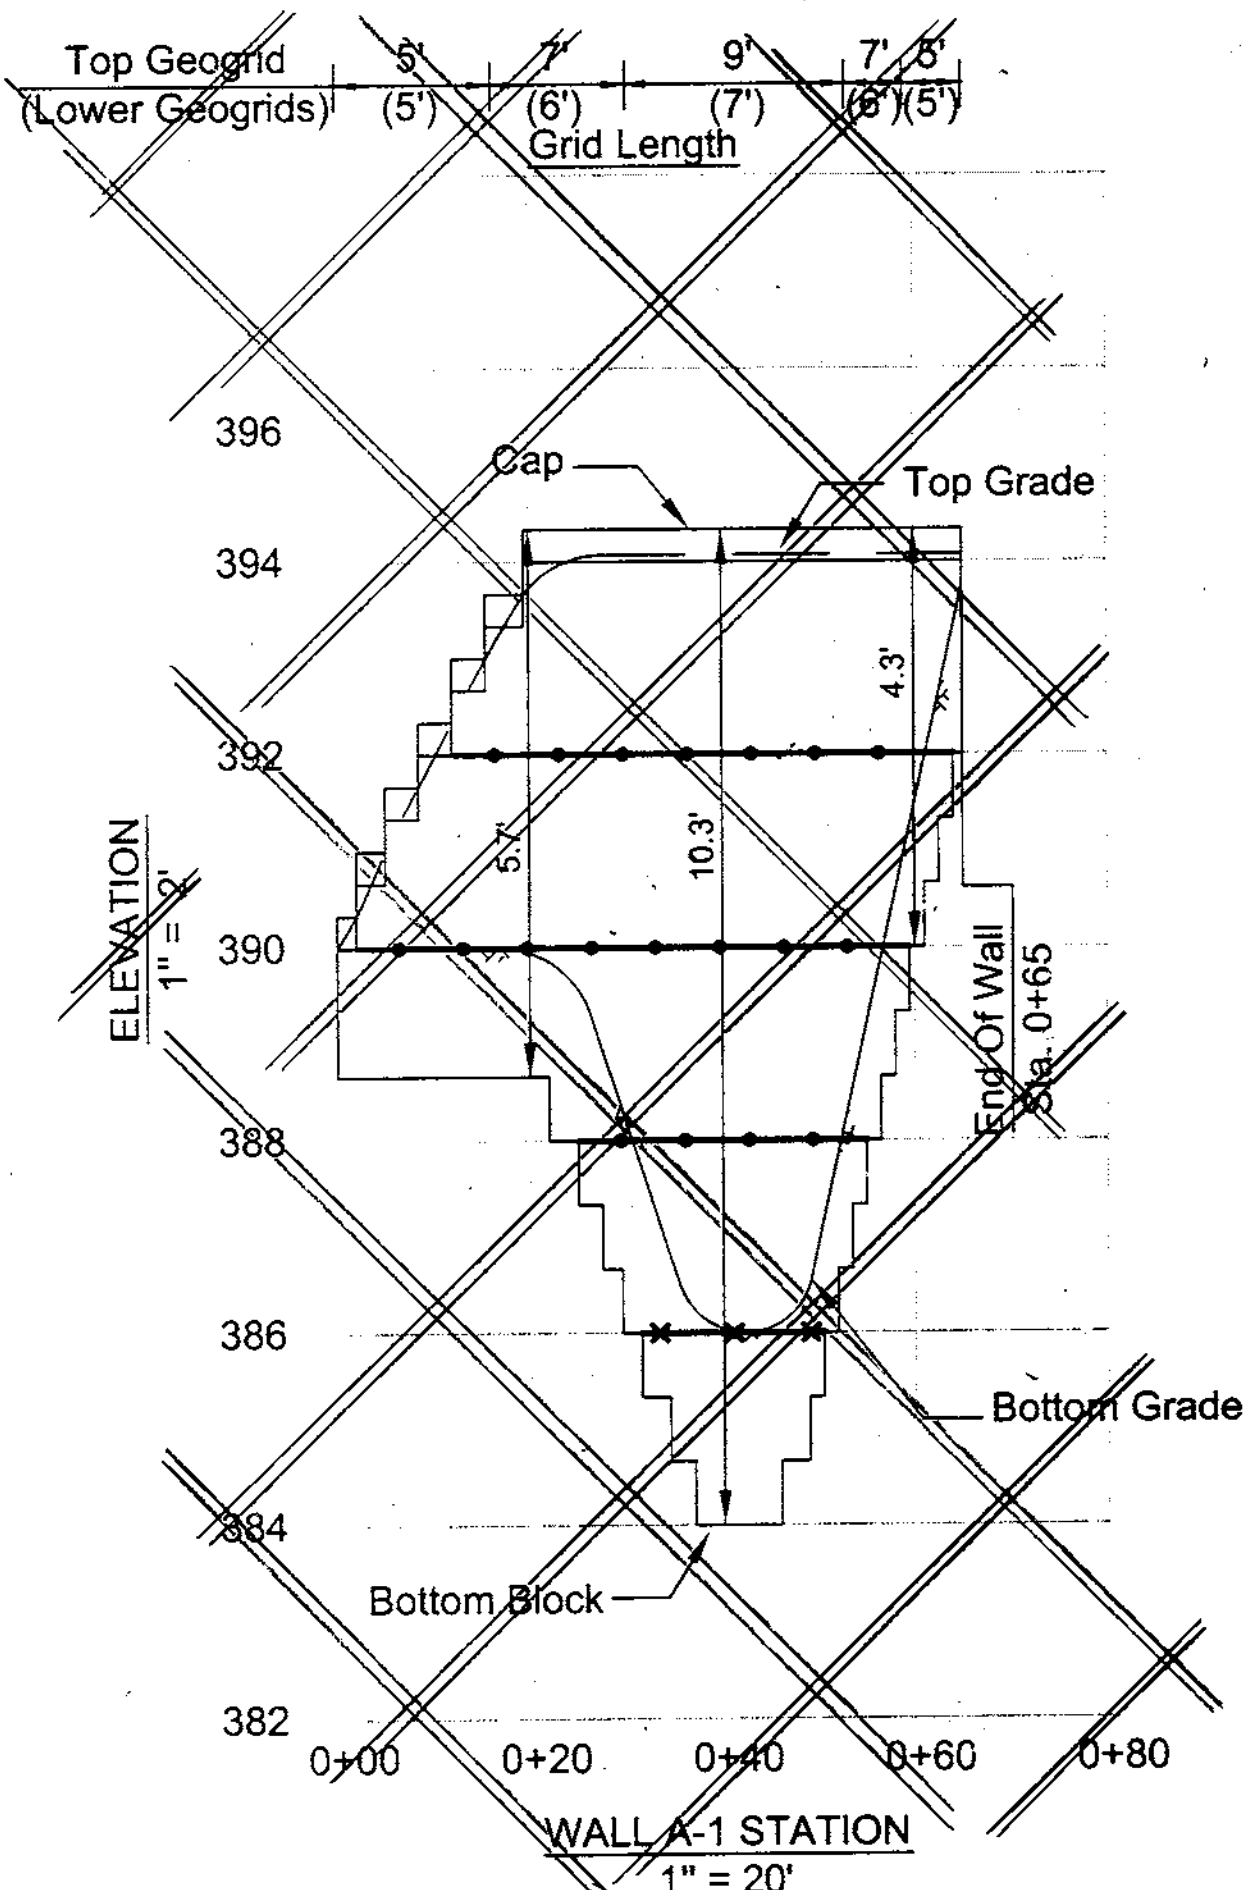 Top Geogrid 5' 7' 9' 7' 5'
(Lower Geogrids) (5') (6') (7') (6') (5')
Grid Length
396
Cap
Top Grade
394
4.3'
392
5.7'
10.3'
ELEVATION
1" = 2'
390
End Of Wall
Sta. 0+65
388
386
Bottom Grade
384
Bottom Block
382
0+00 0+20 0+40 0+60 0+80
WALL A-1 STATION
1" = 20'